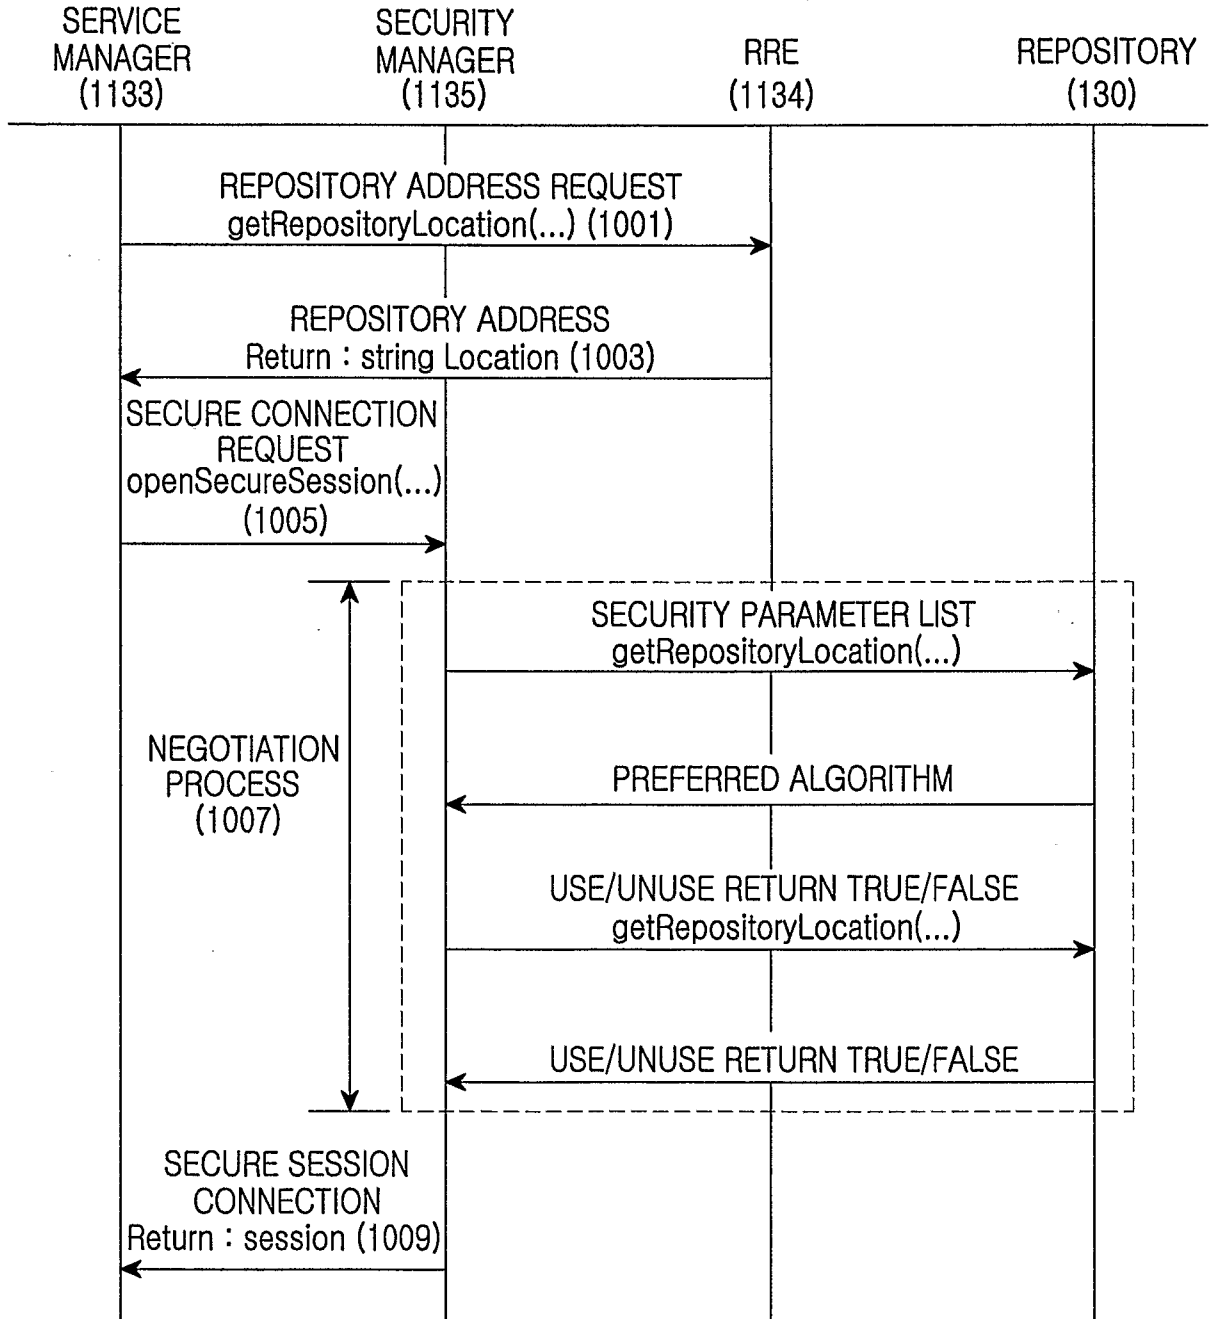 SERVICE
MANAGER
(1133)
SECURITY
MANAGER
(1135)
RRE
(1134)
REPOSITORY
(130)
REPOSITORY ADDRESS REQUEST
getRepositoryLocation(...) (1001)
REPOSITORY ADDRESS
Return : string Location (1003)
SECURE CONNECTION
REQUEST
openSecureSession(...)
(1005)
SECURITY PARAMETER LIST
getRepositoryLocation(...)
NEGOTIATION
PROCESS
(1007)
PREFERRED ALGORITHM
USE/UNUSE RETURN TRUE/FALSE
getRepositoryLocation(...)
USE/UNUSE RETURN TRUE/FALSE
SECURE SESSION
CONNECTION
Return : session (1009)